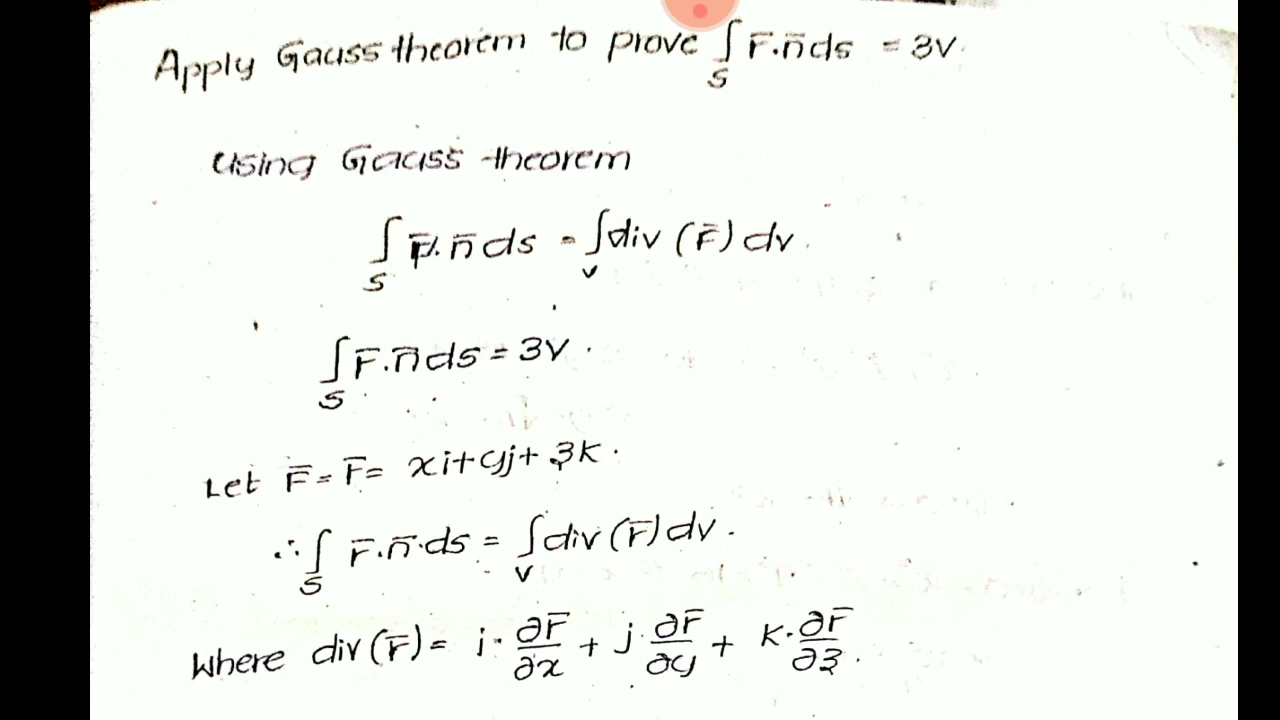 Apply Gauss theorem to prove ∫_S r̄.n̄ ds = 3V.
Using Gauss theorem
∫_S F̄.n̄ ds = ∫_V div (F̄) dv.
∫_S r̄.n̄ ds = 3V.
Let F̄ = r̄ = xi+yj+zk.
∴ ∫_S r̄.n̄.ds = ∫_V div (r̄) dv.
Where div (r̄) = i. ∂r̄/∂x + j. ∂r̄/∂y + k. ∂r̄/∂z.